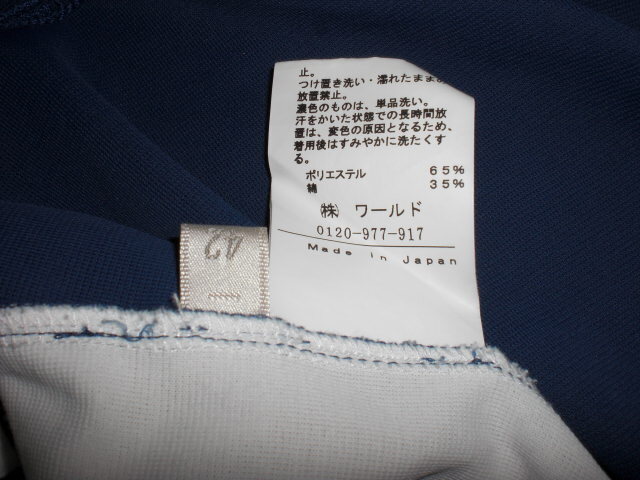 止。
つけ置き洗い・濡れたままの
放置禁止。
濃色のものは、単品洗い。
汗をかいた状態での長時間放
置は、変色の原因となるため、
着用後はすみやかに洗たくす
る。
ポリエステル 65%
綿 35%
㈱ ワールド
0120-977-917
Made in Japan
42